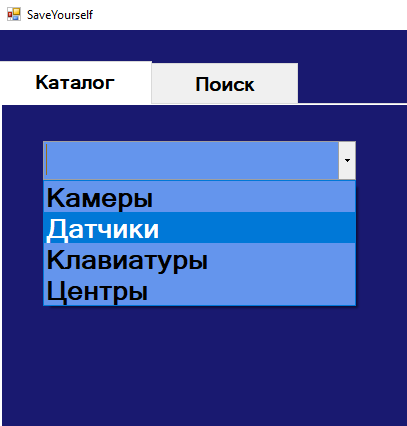 SaveYourself
Каталог Поиск
Камеры
Датчики
Клавиатуры
Центры